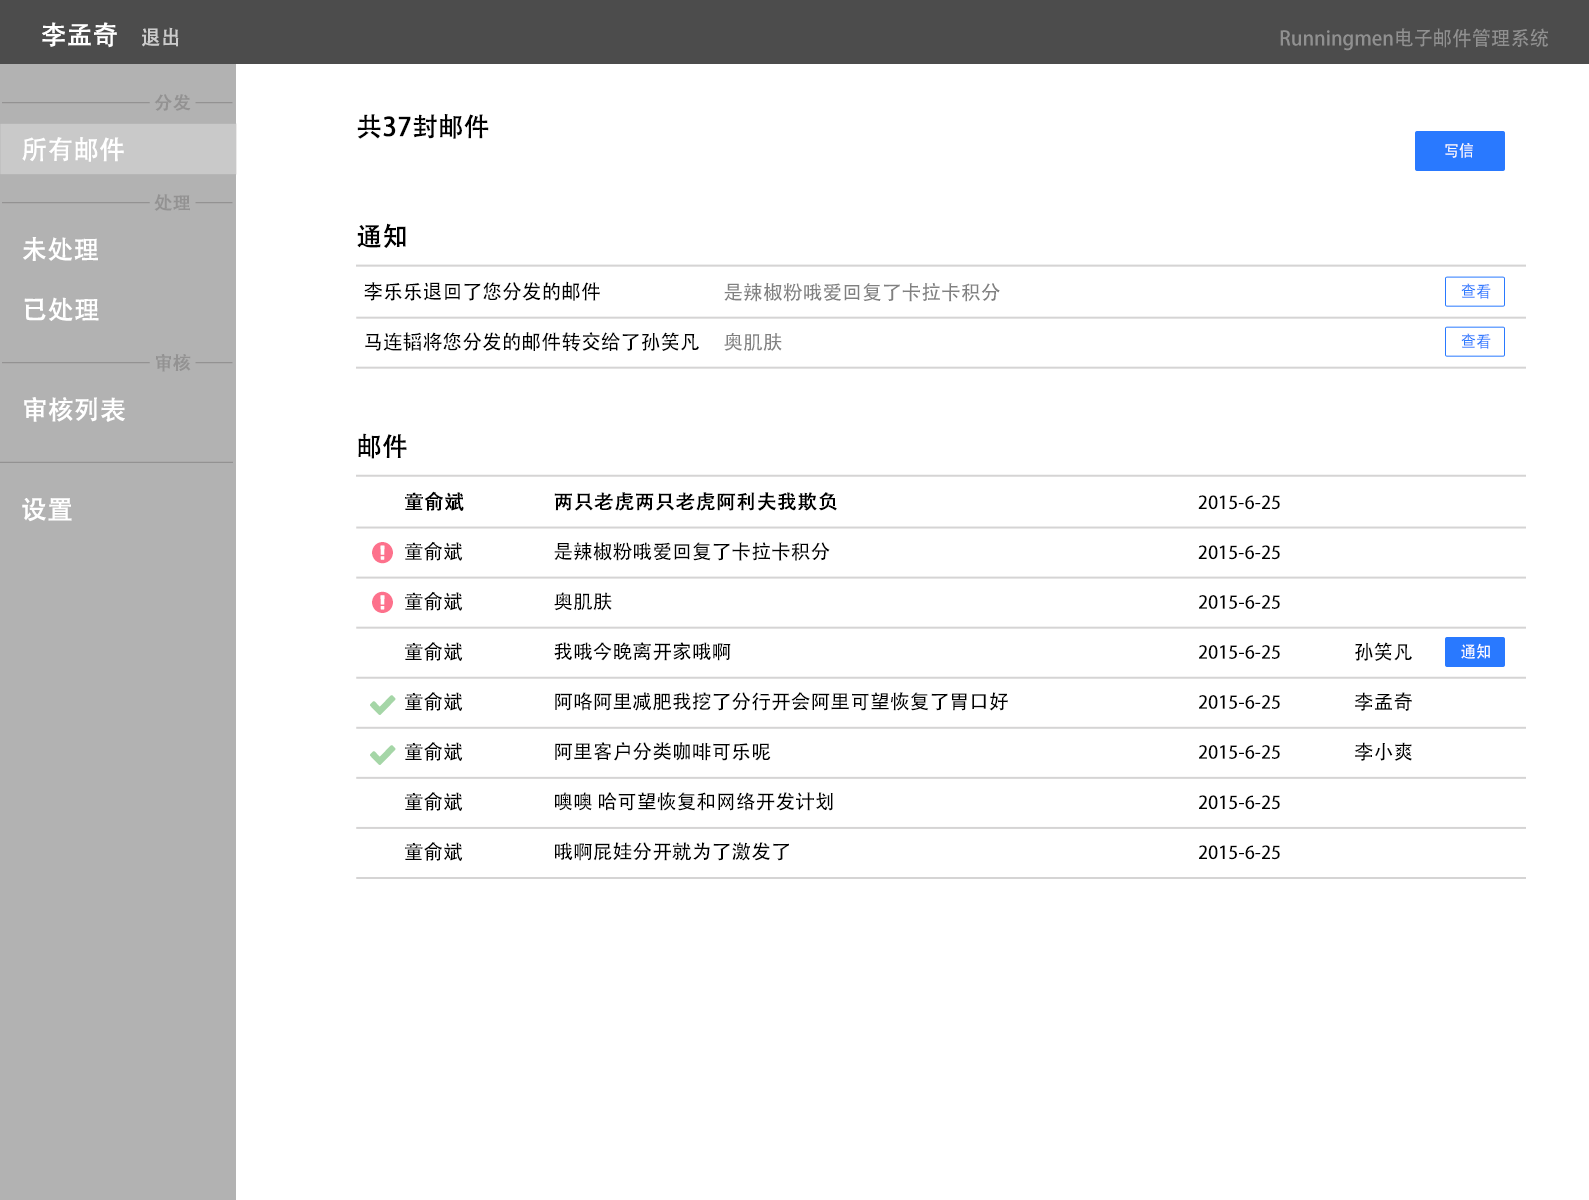 李孟奇 退出 Runningmen电子邮件管理系统
分发
所有邮件
处理
未处理
已处理
审核
审核列表
设置
共37封邮件
写信
通知
李乐乐退回了您分发的邮件 是辣椒粉哦爱回复了卡拉卡积分 查看
马连韬将您分发的邮件转交给了孙笑凡 奥肌肤 查看
邮件
童俞斌 两只老虎两只老虎阿利夫我欺负 2015-6-25
童俞斌 是辣椒粉哦爱回复了卡拉卡积分 2015-6-25
童俞斌 奥肌肤 2015-6-25
童俞斌 我哦今晚离开家哦啊 2015-6-25 孙笑凡 通知
童俞斌 阿咯阿里减肥我挖了分行开会阿里可望恢复了胃口好 2015-6-25 李孟奇
童俞斌 阿里客户分类咖啡可乐呢 2015-6-25 李小爽
童俞斌 噢噢 哈可望恢复和网络开发计划 2015-6-25
童俞斌 哦啊屁娃分开就为了激发了 2015-6-25